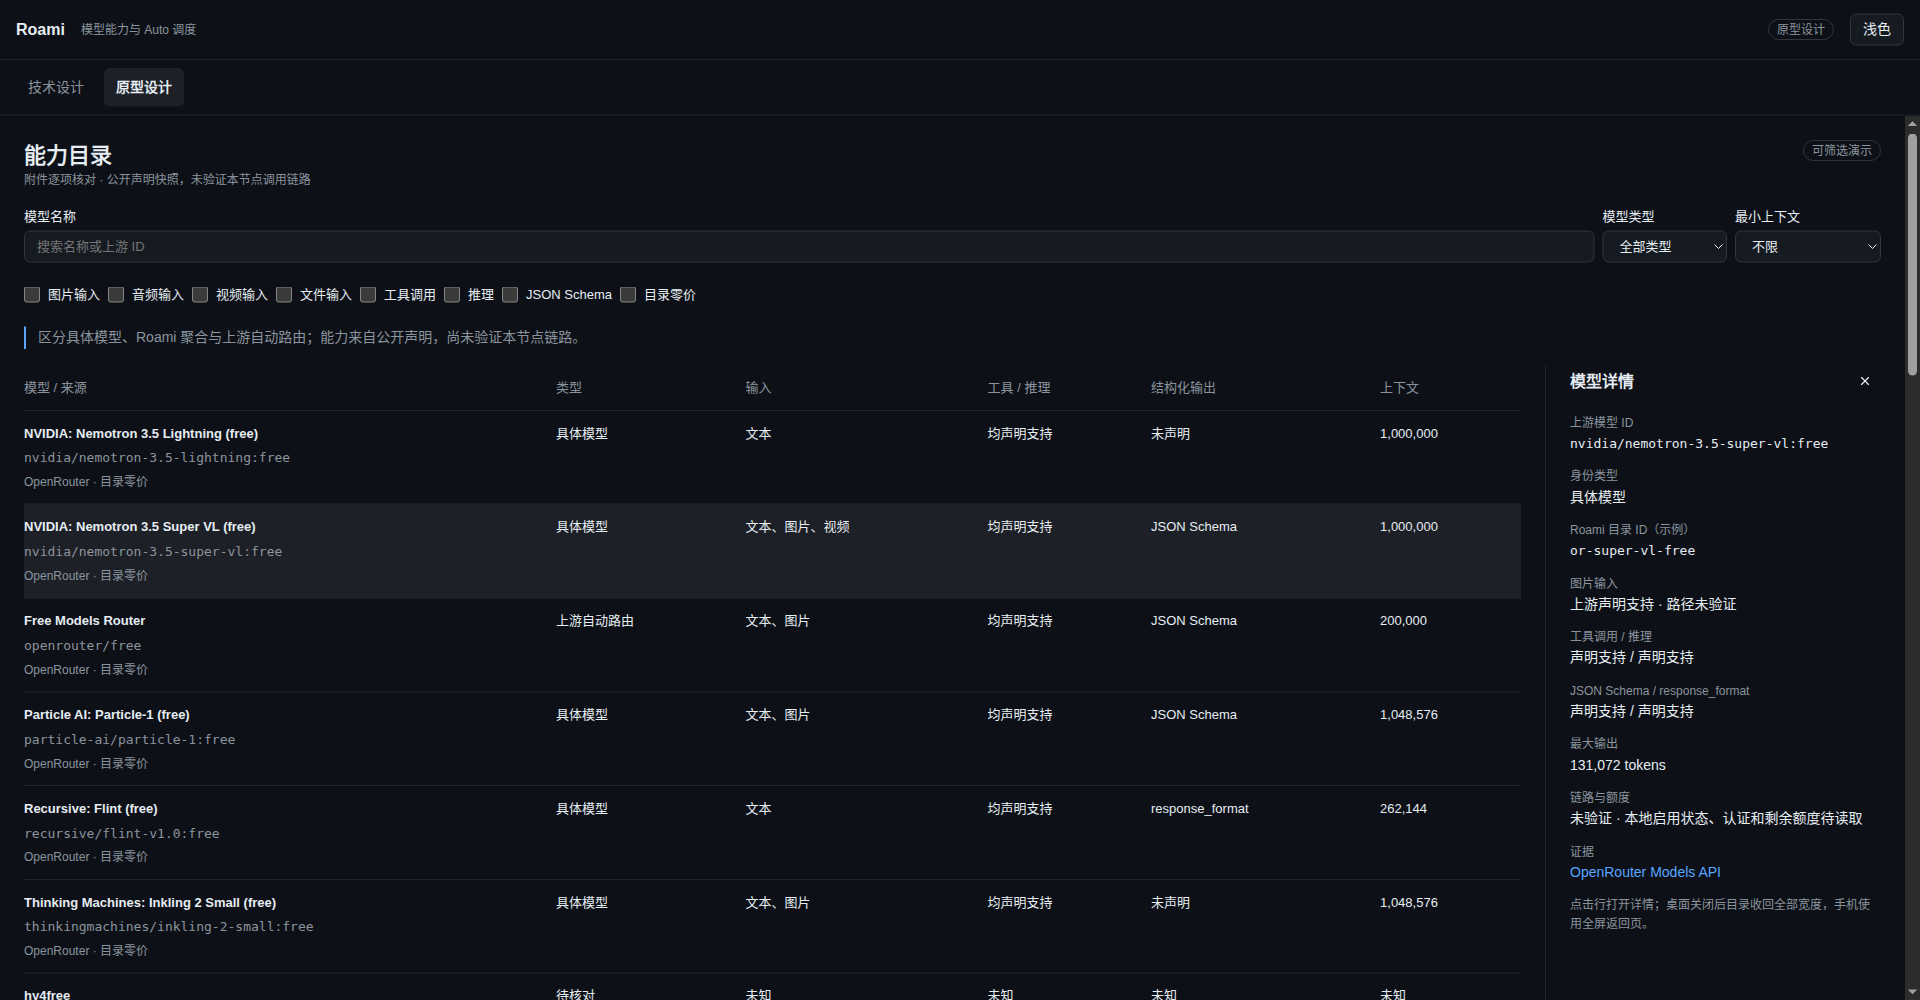 Roami 模型能力与 Auto 调度
原型设计 浅色
技术设计 原型设计
能力目录
可筛选演示
附件逐项核对 · 公开声明快照，未验证本节点调用链路
模型名称 模型类型 最小上下文
搜索名称或上游 ID 全部类型 不限
图片输入 音频输入 视频输入 文件输入 工具调用 推理 JSON Schema 目录零价
区分具体模型、Roami 聚合与上游自动路由；能力来自公开声明，尚未验证本节点链路。
模型 / 来源 类型 输入 工具 / 推理 结构化输出 上下文
NVIDIA: Nemotron 3.5 Lightning (free) 具体模型 文本 均声明支持 未声明 1,000,000
nvidia/nemotron-3.5-lightning:free
OpenRouter · 目录零价
NVIDIA: Nemotron 3.5 Super VL (free) 具体模型 文本、图片、视频 均声明支持 JSON Schema 1,000,000
nvidia/nemotron-3.5-super-vl:free
OpenRouter · 目录零价
Free Models Router 上游自动路由 文本、图片 均声明支持 JSON Schema 200,000
openrouter/free
OpenRouter · 目录零价
Particle AI: Particle-1 (free) 具体模型 文本、图片 均声明支持 JSON Schema 1,048,576
particle-ai/particle-1:free
OpenRouter · 目录零价
Recursive: Flint (free) 具体模型 文本 均声明支持 response_format 262,144
recursive/flint-v1.0:free
OpenRouter · 目录零价
Thinking Machines: Inkling 2 Small (free) 具体模型 文本、图片 均声明支持 未声明 1,048,576
thinkingmachines/inkling-2-small:free
OpenRouter · 目录零价
hy4free 待核对 未知 未知 未知 未知
模型详情
上游模型 ID
nvidia/nemotron-3.5-super-vl:free
身份类型
具体模型
Roami 目录 ID（示例）
or-super-vl-free
图片输入
上游声明支持 · 路径未验证
工具调用 / 推理
声明支持 / 声明支持
JSON Schema / response_format
声明支持 / 声明支持
最大输出
131,072 tokens
链路与额度
未验证 · 本地启用状态、认证和剩余额度待读取
证据
OpenRouter Models API
点击行打开详情；桌面关闭后目录收回全部宽度，手机使
用全屏返回页。